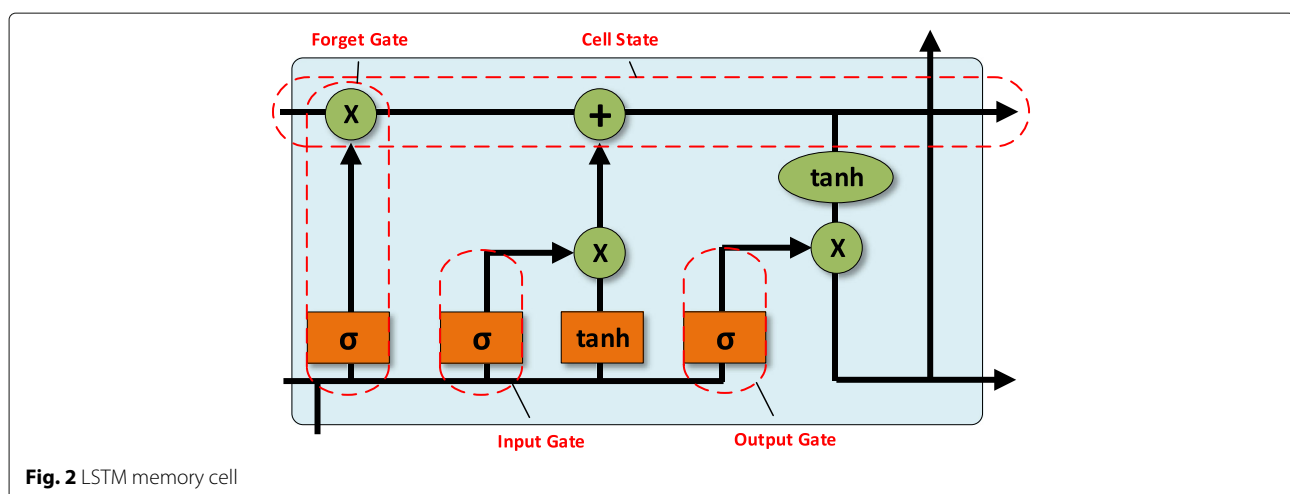 Forget Gate
Cell State
X
+
tanh
X
X
σ
σ
tanh
σ
Input Gate
Output Gate
Fig. 2 LSTM memory cell